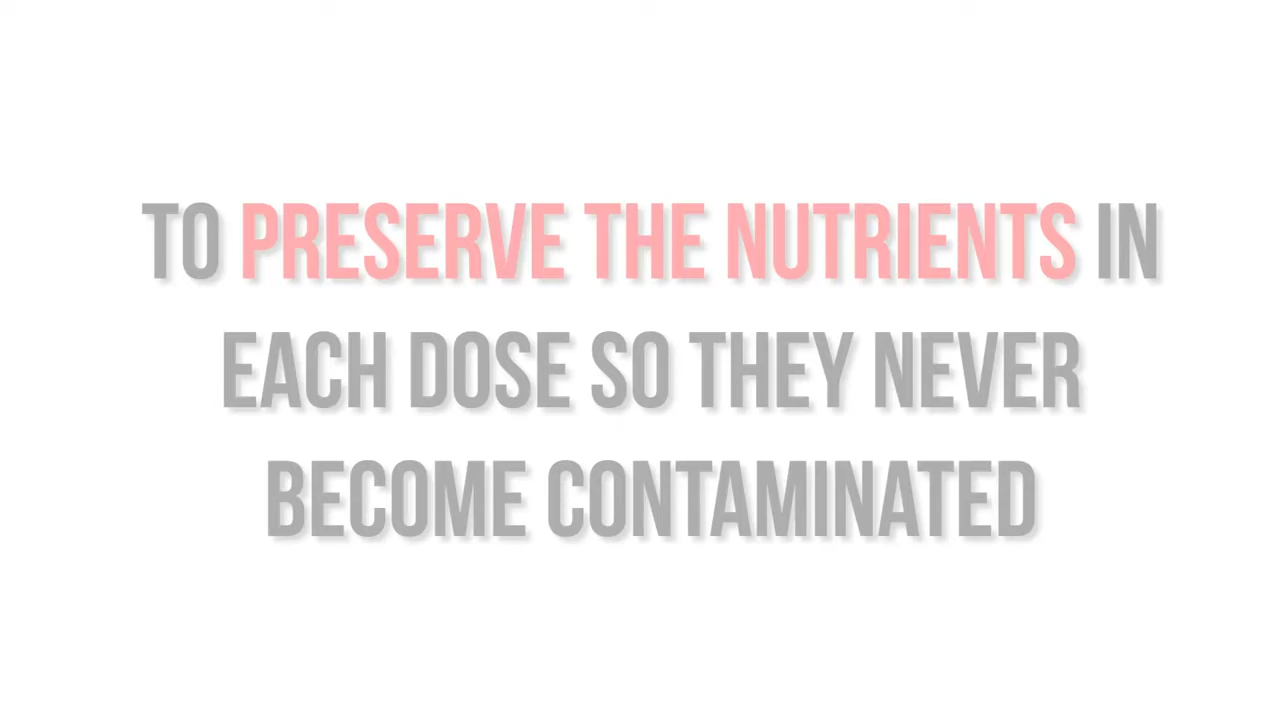 TO PRESERVE THE NUTRIENTS IN
EACH DOSE SO THEY NEVER
BECOME CONTAMINATED